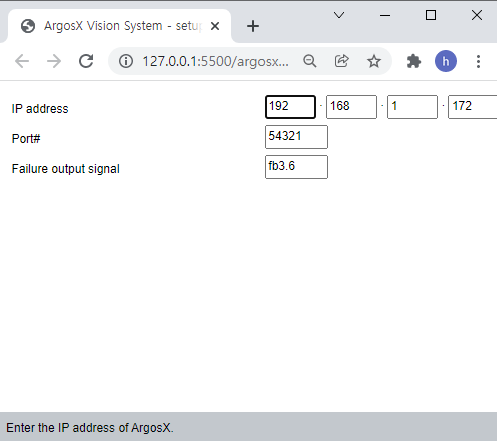 ArgosX Vision System - setu
127.0.0.1:5500/argosx...
h
IP address 192 . 168 . 1 . 172
Port# 54321
Failure output signal fb3.6
Enter the IP address of ArgosX.